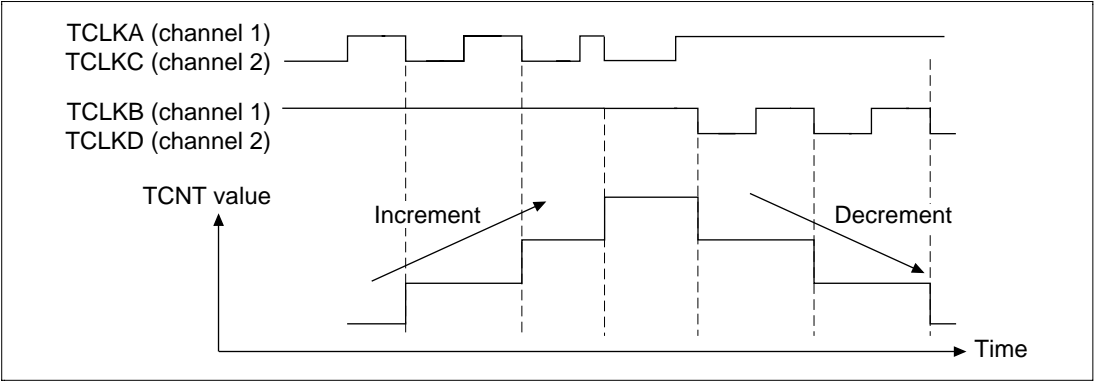 TCLKA (channel 1)
TCLKC (channel 2)
TCLKB (channel 1)
TCLKD (channel 2)
TCNT value
Increment
Decrement
Time